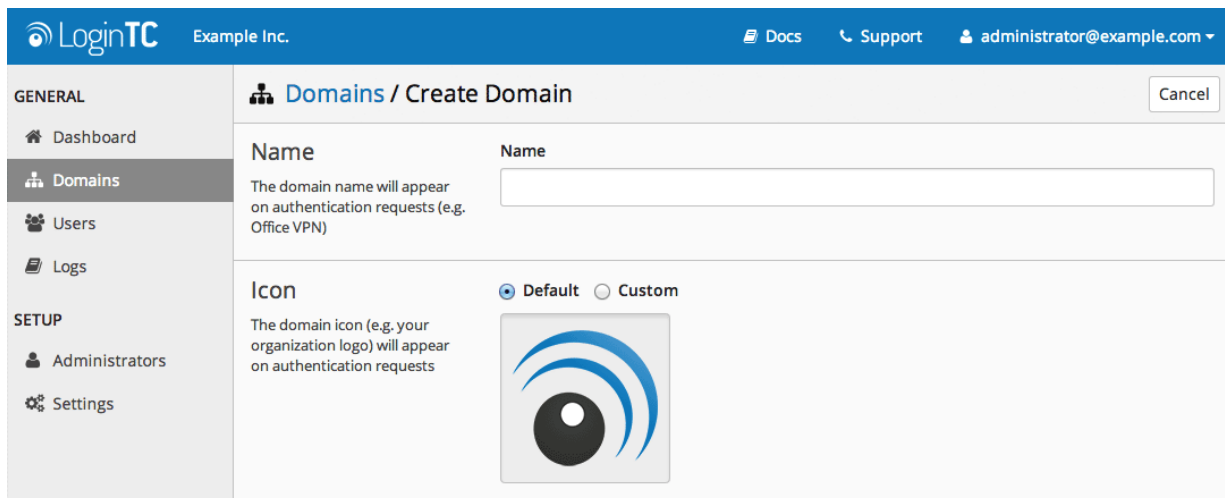 LoginTC Example Inc. Docs Support administrator@example.com
GENERAL
Dashboard
Domains
Users
Logs
SETUP
Administrators
Settings
Domains / Create Domain Cancel
Name
The domain name will appear
on authentication requests (e.g.
Office VPN)
Name
Icon
The domain icon (e.g. your
organization logo) will appear
on authentication requests
Default Custom